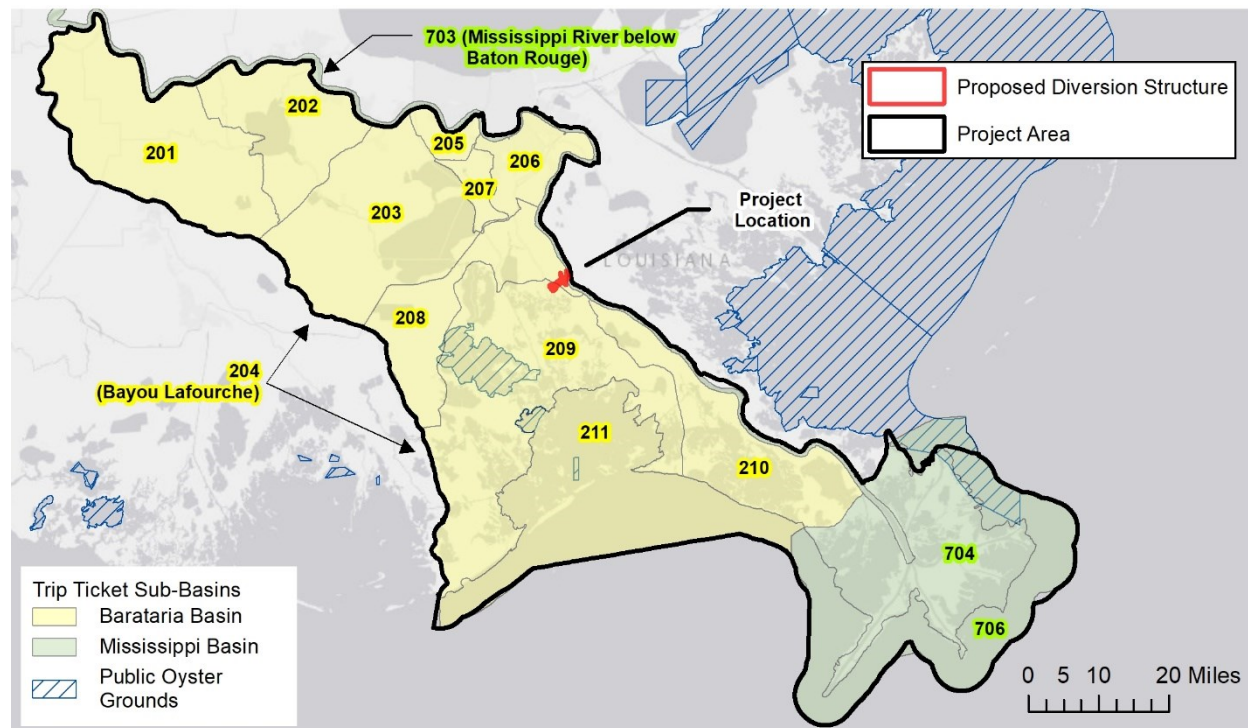 703 (Mississippi River below
Baton Rouge)
Proposed Diversion Structure
Project Area
202
201
205
206
207
203
Project
Location
LOUISIANA
208
209
204
(Bayou Lafourche)
211
210
704
706
Trip Ticket Sub-Basins
Barataria Basin
Mississippi Basin
Public Oyster
Grounds
0 5 10 20 Miles